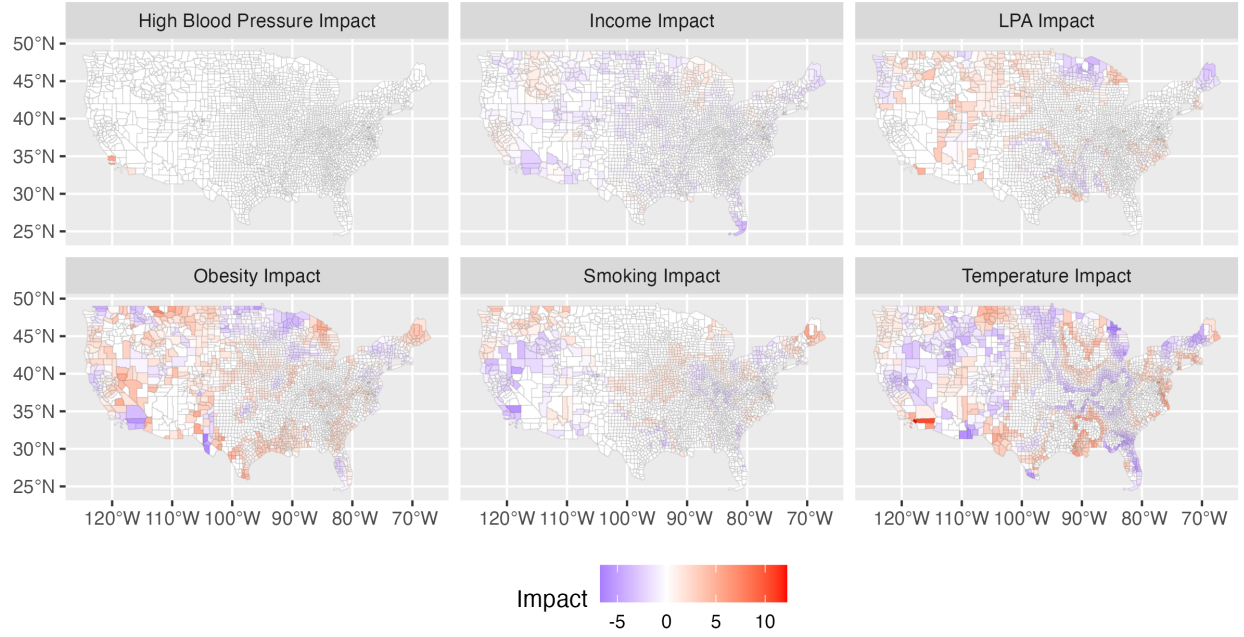 High Blood Pressure Impact
Income Impact
LPA Impact
50°N
45°N
40°N
35°N
30°N
25°N
Obesity Impact
Smoking Impact
Temperature Impact
50°N
45°N
40°N
35°N
30°N
25°N
120°W 110°W 100°W 90°W 80°W 70°W
120°W 110°W 100°W 90°W 80°W 70°W
120°W 110°W 100°W 90°W 80°W 70°W
Impact
-5 0 5 10